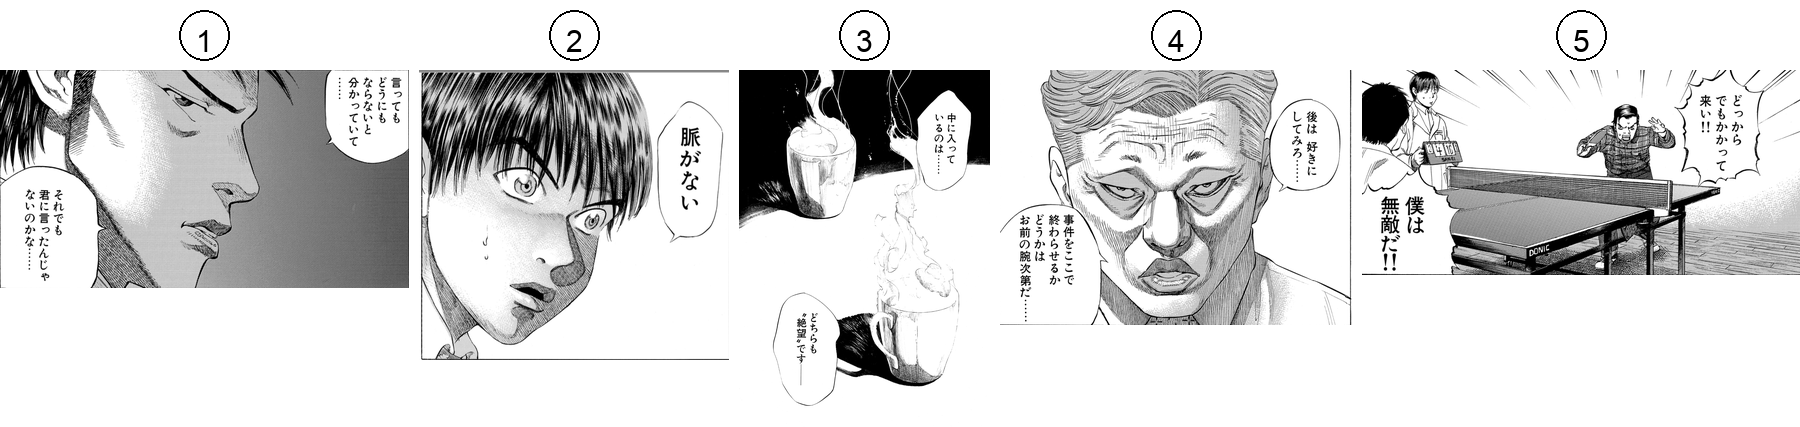 1
言っても
どうにも
ならないと
分かっていて
……
それでも
君に言ったんじゃ
ないのかな……
2
脈がない
3
中に入って
いるのは……
どちらも
〝絶望〟です――
4
後は 好きに
してみろ……
事件をここで
終わらせるか
どうかは
お前の腕次第だ……
5
どっから
でもかかって
来い!!
僕は
無敵だ!!
DONIC